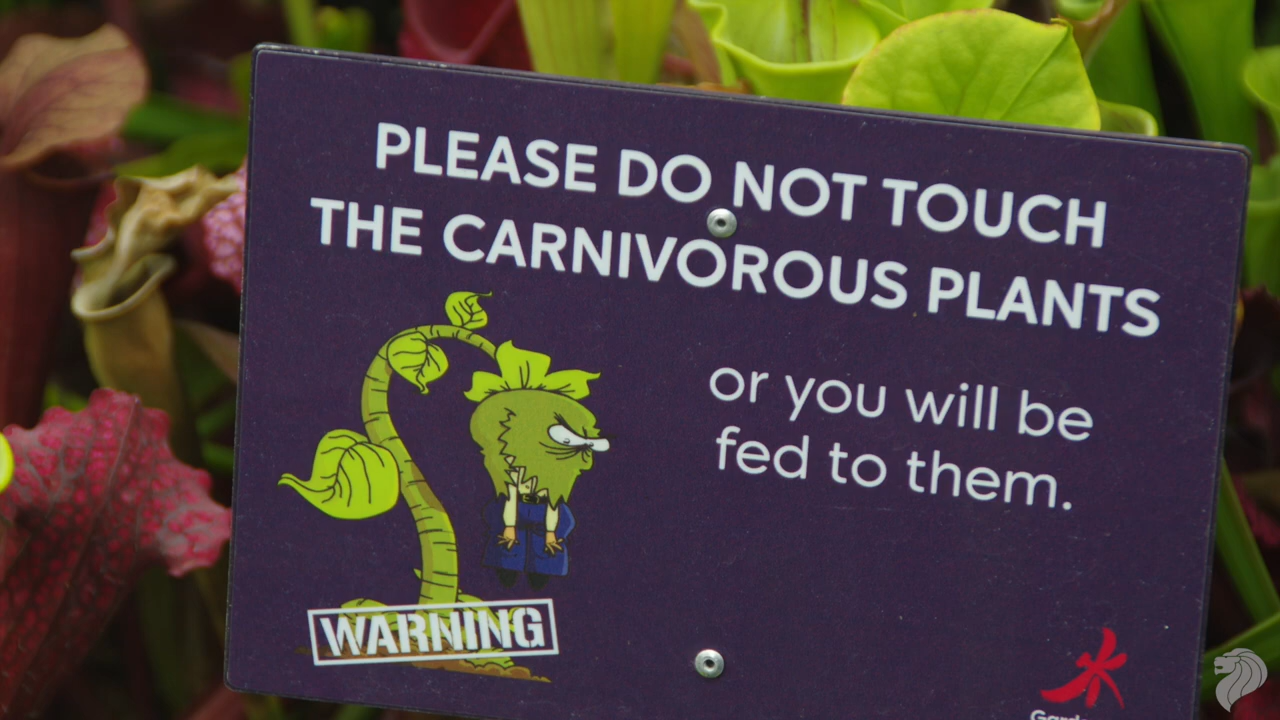 PLEASE DO NOT TOUCH
THE CARNIVOROUS PLANTS
or you will be
fed to them.
WARNING